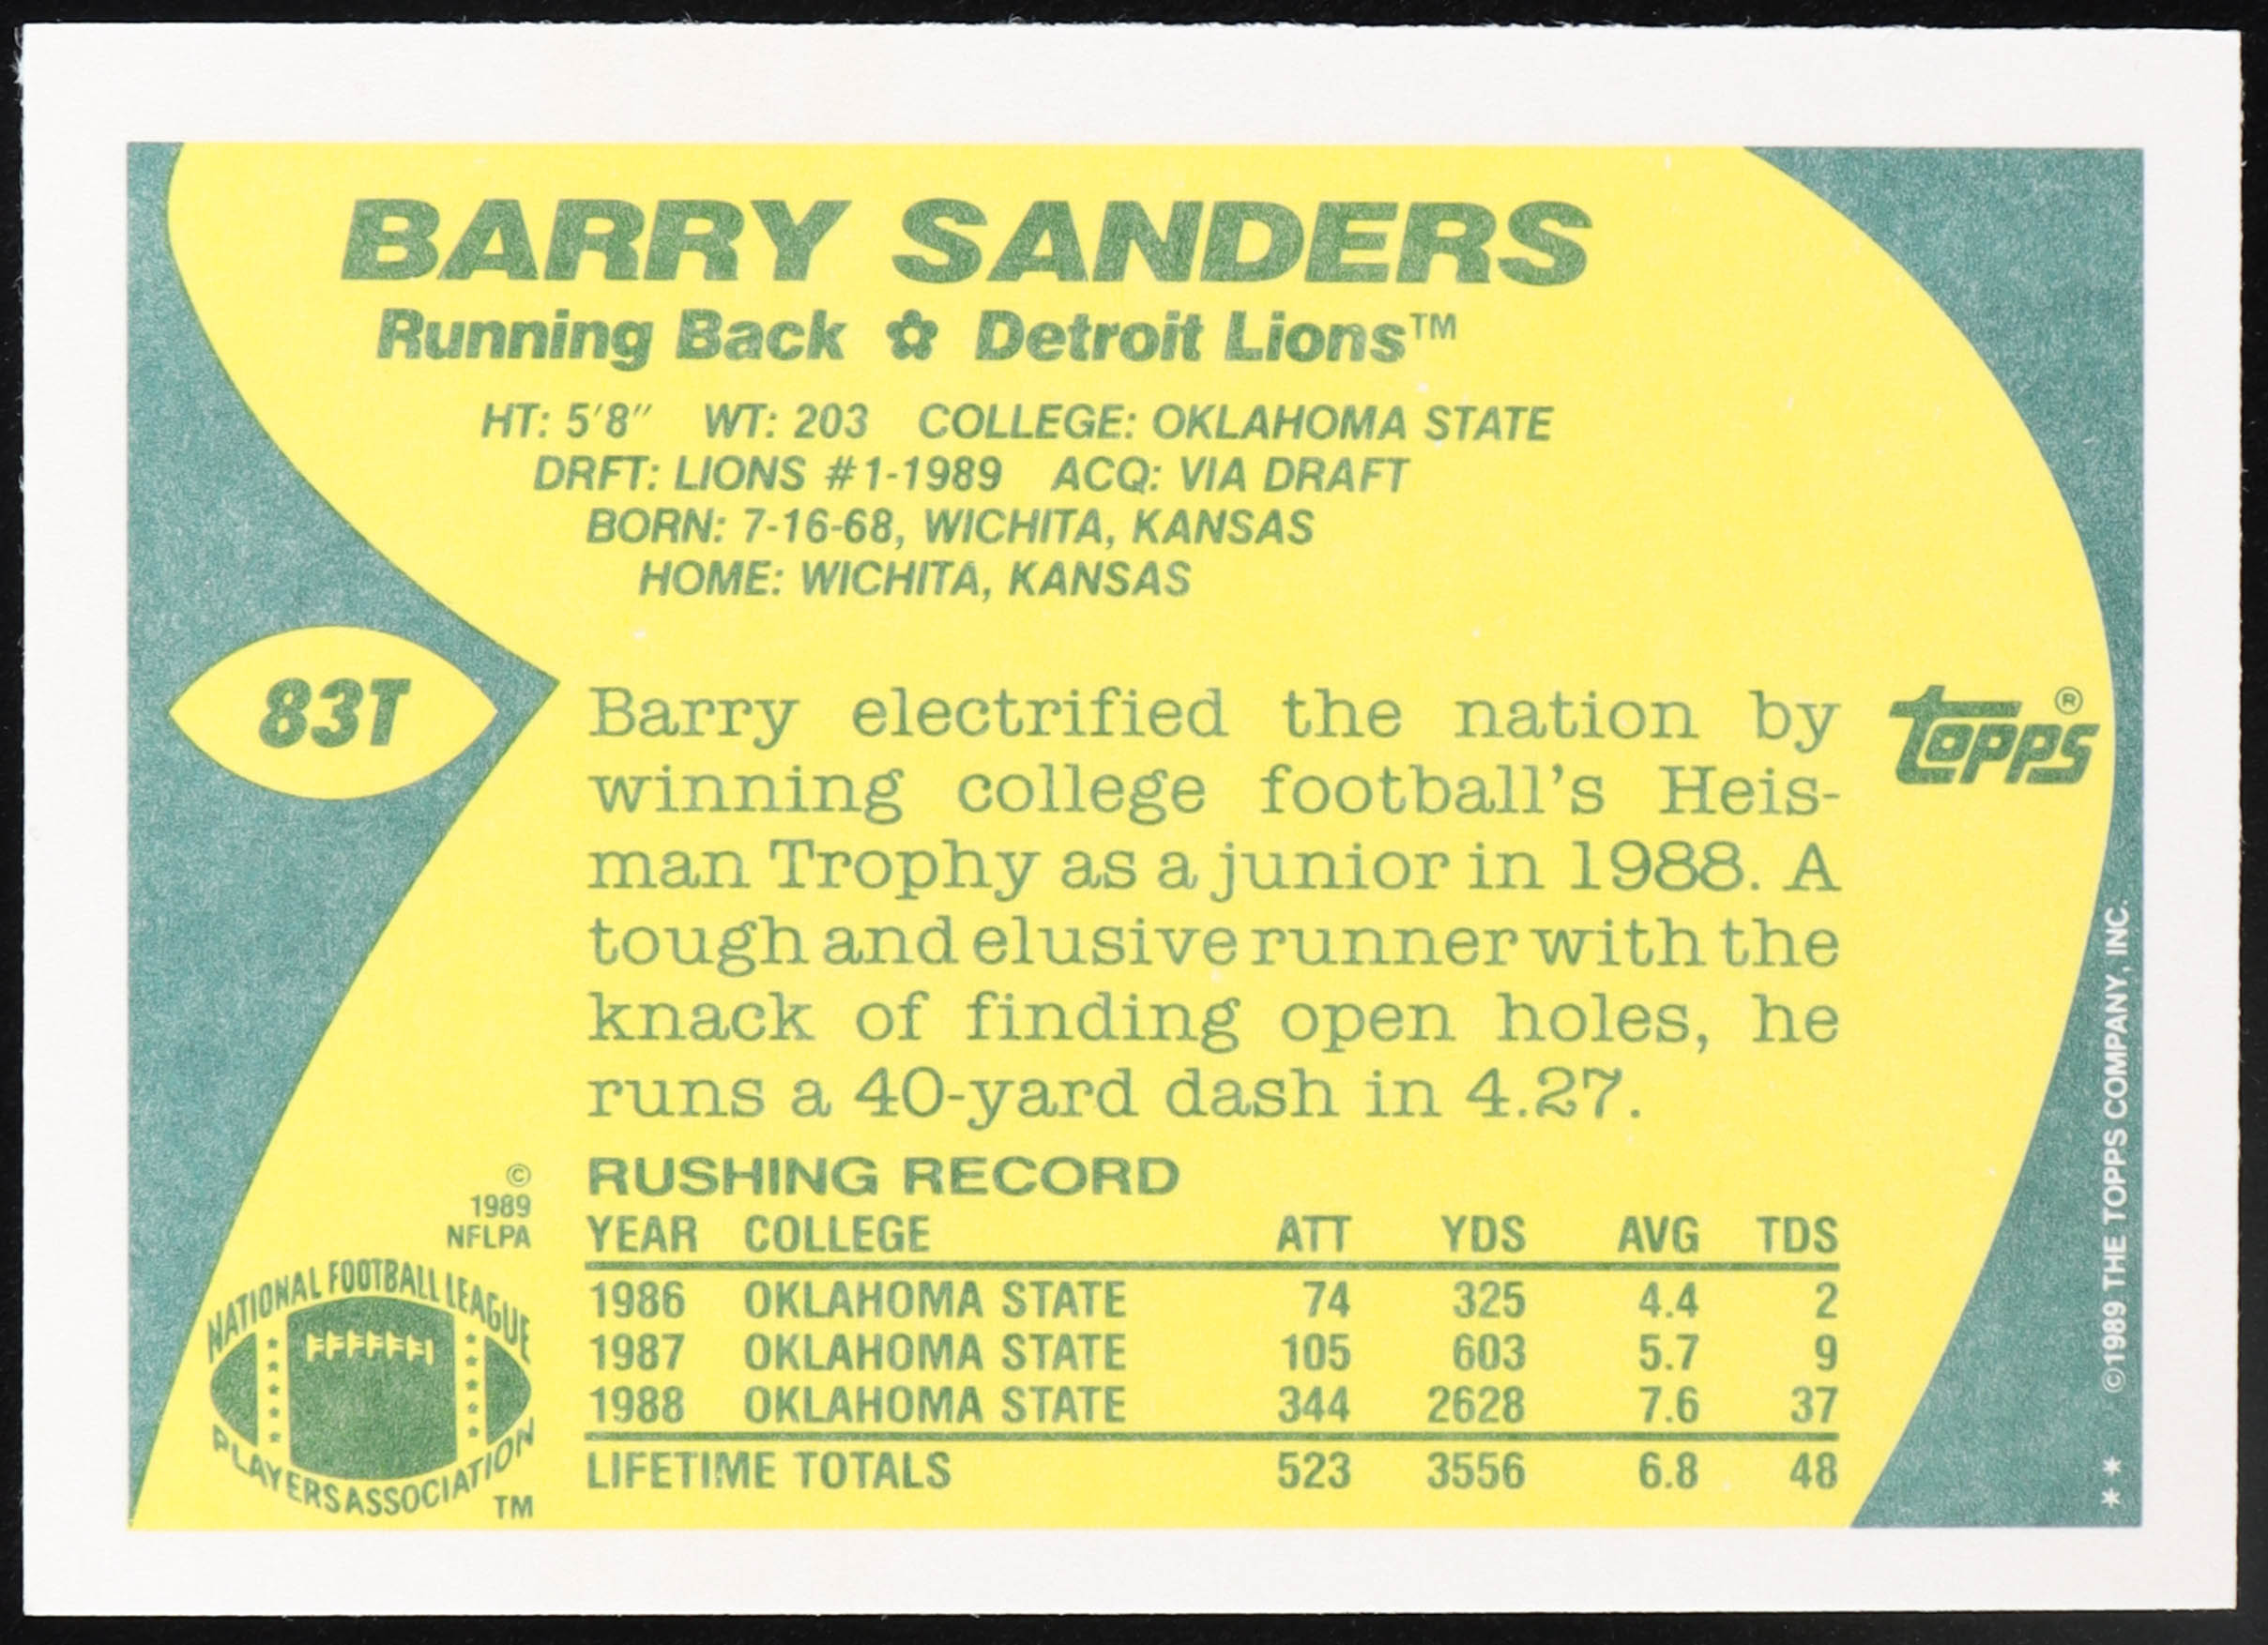 BARRY SANDERS
Running Back ✿ Detroit Lions™
HT: 5'8" WT: 203 COLLEGE: OKLAHOMA STATE
DRFT: LIONS #1-1989 ACQ: VIA DRAFT
BORN: 7-16-68, WICHITA, KANSAS
HOME: WICHITA, KANSAS
83T
Barry electrified the nation by
winning college football's Heis-
man Trophy as a junior in 1988. A
tough and elusive runner with the
knack of finding open holes, he
runs a 40-yard dash in 4.27.
Topps®
RUSHING RECORD
YEAR COLLEGE ATT YDS AVG TDS
1986 OKLAHOMA STATE 74 325 4.4 2
1987 OKLAHOMA STATE 105 603 5.7 9
1988 OKLAHOMA STATE 344 2628 7.6 37
LIFETIME TOTALS 523 3556 6.8 48
©
1989
NFLPA
NATIONAL FOOTBALL LEAGUE
PLAYERS ASSOCIATION
TM
©1989 THE TOPPS COMPANY, INC.
**